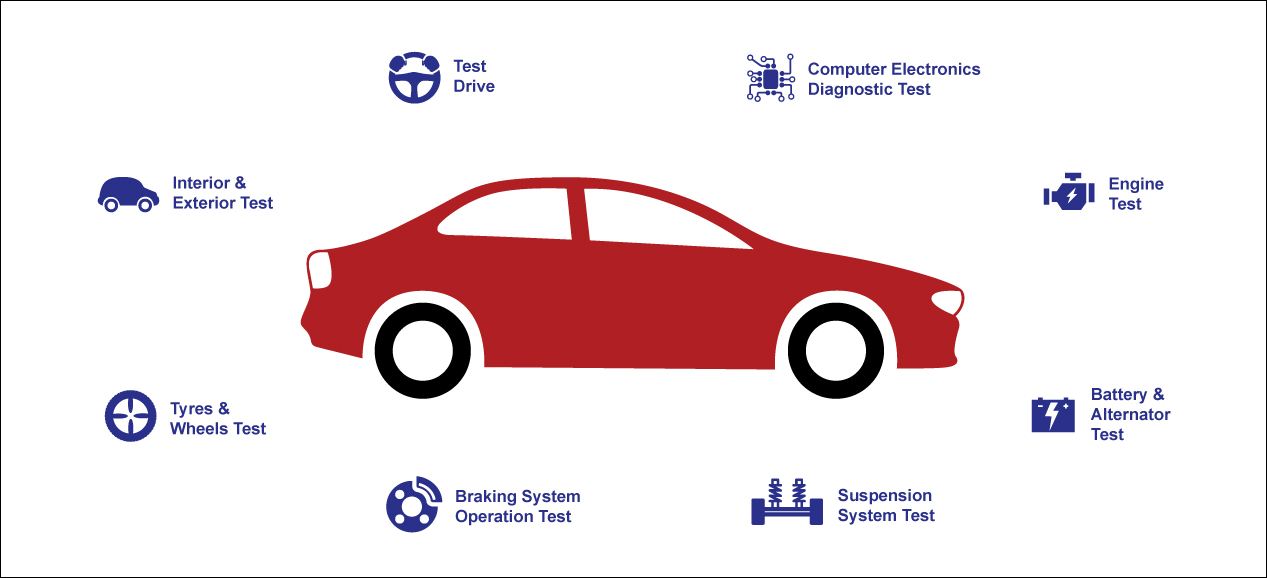 Test
Drive
Computer Electronics
Diagnostic Test
Interior &
Exterior Test
Engine
Test
Tyres &
Wheels Test
Battery &
Alternator
Test
Braking System
Operation Test
Suspension
System Test